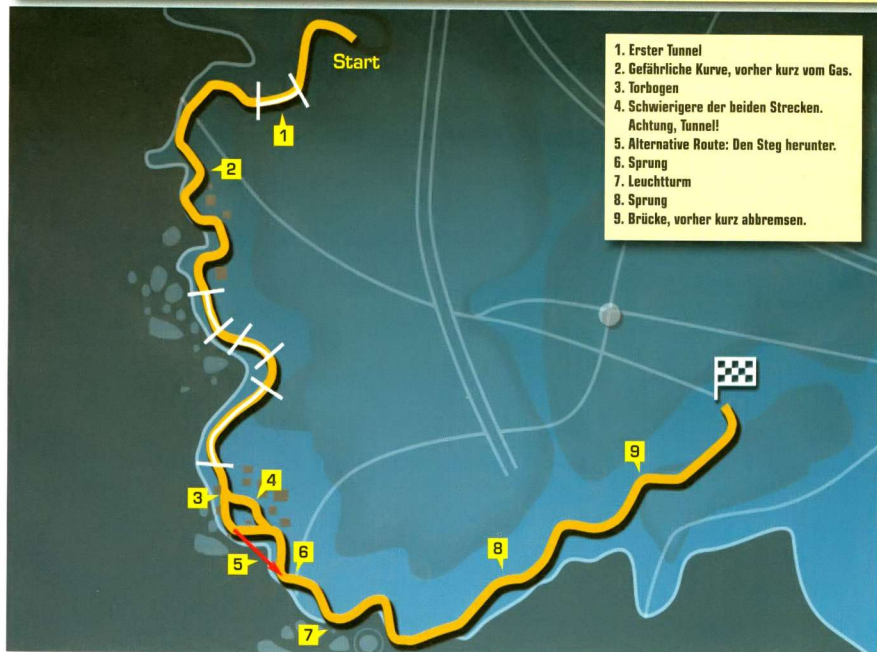 Start
1. Erster Tunnel
2. Gefährliche Kurve, vorher kurz vom Gas.
3. Torbogen
4. Schwierigere der beiden Strecken.
Achtung, Tunnel!
5. Alternative Route: Den Steg herunter.
6. Sprung
7. Leuchtturm
8. Sprung
9. Brücke, vorher kurz abbremsen.
1
2
3
4
5
6
7
8
9